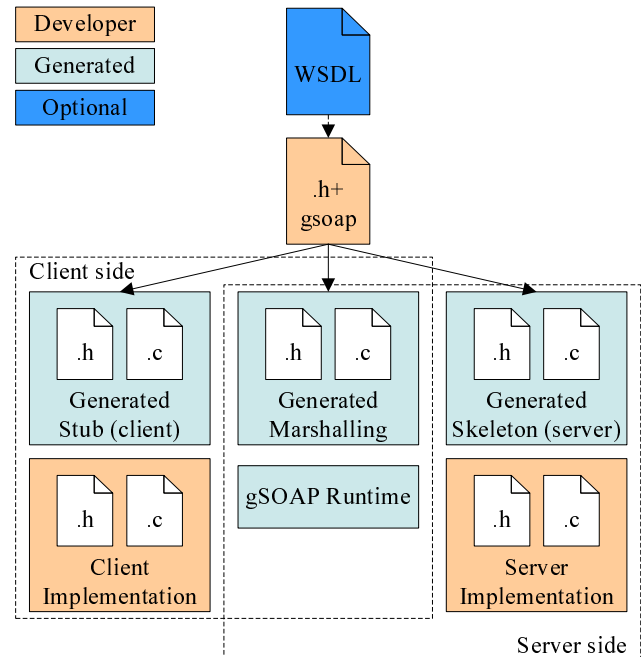 Developer
Generated
Optional
WSDL
.h+
gsoap
Client side
.h .c
Generated
Stub (client)
.h .c
Generated
Marshalling
.h .c
Generated
Skeleton (server)
.h .c
Client
Implementation
gSOAP Runtime
.h .c
Server
Implementation
Server side